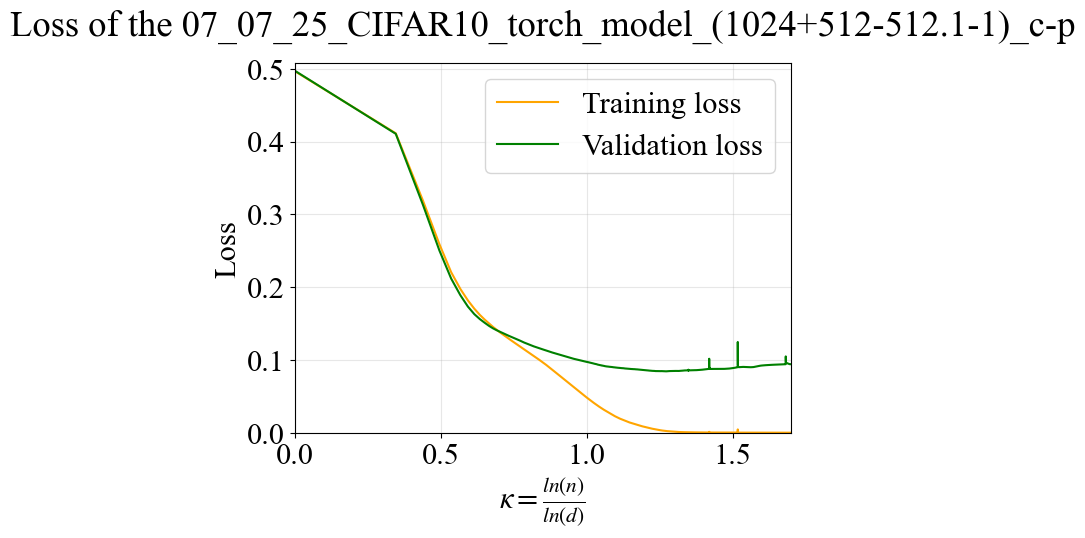 Loss of the 07_07_25_CIFAR10_torch_model_(1024+512-512.1-1)_c-p
0.5
0.4
0.3
0.2
0.1
0.0
Loss
Training loss
Validation loss
0.0 0.5 1.0 1.5
κ = ln(n) / ln(d)